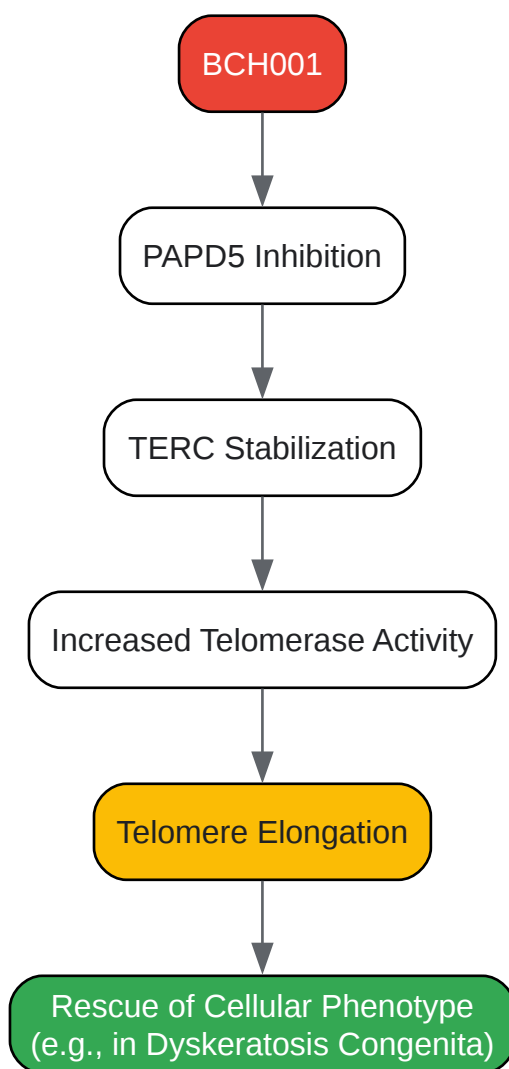 BCH001
PAPD5 Inhibition
TERC Stabilization
Increased Telomerase Activity
Telomere Elongation
Rescue of Cellular Phenotype
(e.g., in Dyskeratosis Congenita)